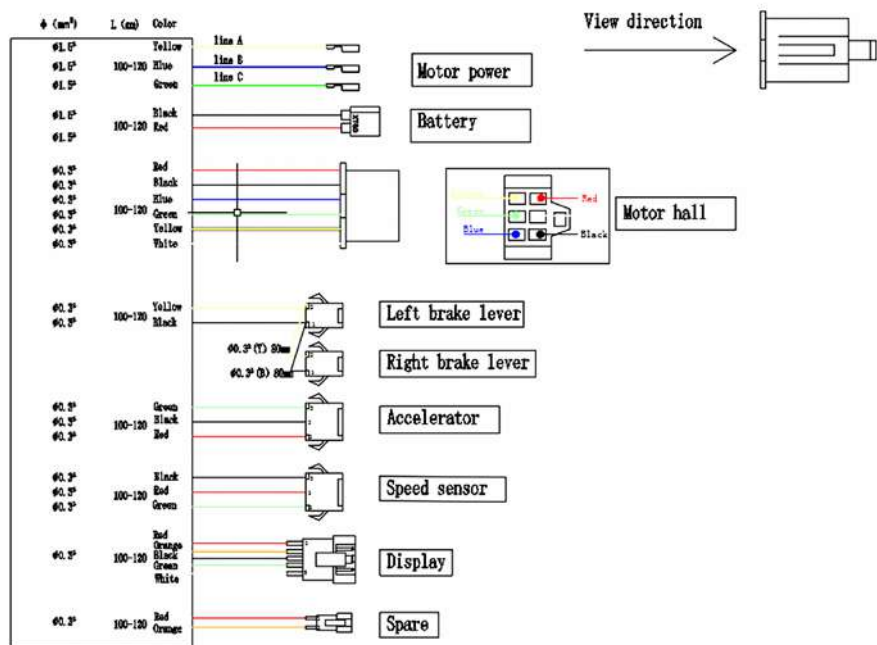 Φ (mm²) L (mm) Color
View direction
Φ1.5² Yellow line A
Φ1.5² 100-120 Blue line B
Φ1.5² Green line C
Motor power
Φ1.5² Black
100-120 Red
Φ1.5²
Battery
Φ0.3² Red
Φ0.3² Black
Φ0.3² Blue
Φ0.3² 100-120 Green
Φ0.3² Yellow
Φ0.3² White
Red
Green
Blue Black
Motor hall
Φ0.3² Yellow
Φ0.3² 100-120 Black
Left brake lever
Φ0.3²(Y) 80mm
Φ0.3²(B) 80mm
Right brake lever
Φ0.3² Green
Φ0.3² 100-120 Black
Φ0.3² Red
Accelerator
Φ0.3² Black
Φ0.3² 100-120 Red
Φ0.3² Green
Speed sensor
Red
Orange
Φ0.3² 100-120 Black
Green
White
Display
Φ0.3² 100-120 Red
Orange
Spare